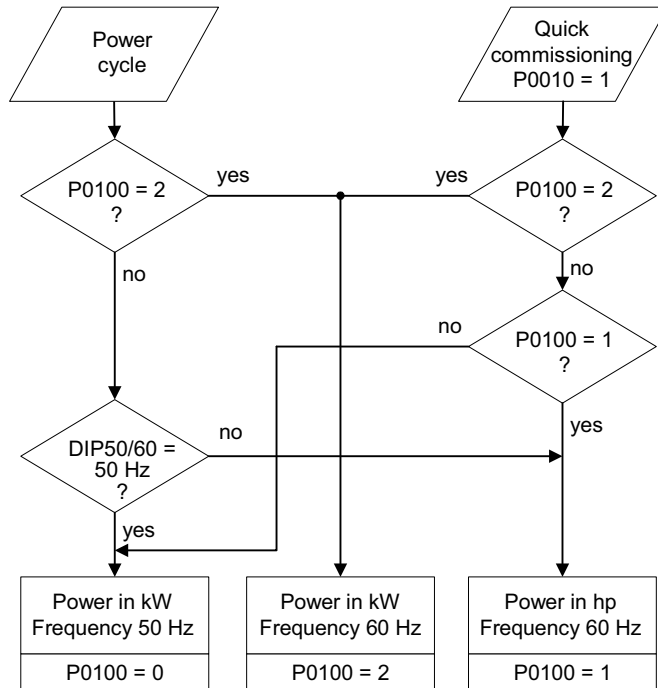 Power
cycle
Quick
commissioning
P0010 = 1
P0100 = 2
?
yes
yes
P0100 = 2
?
no
no
no
P0100 = 1
?
DIP50/60 =
50 Hz
?
no
yes
yes
Power in kW
Frequency 50 Hz
Power in kW
Frequency 60 Hz
Power in hp
Frequency 60 Hz
P0100 = 0
P0100 = 2
P0100 = 1